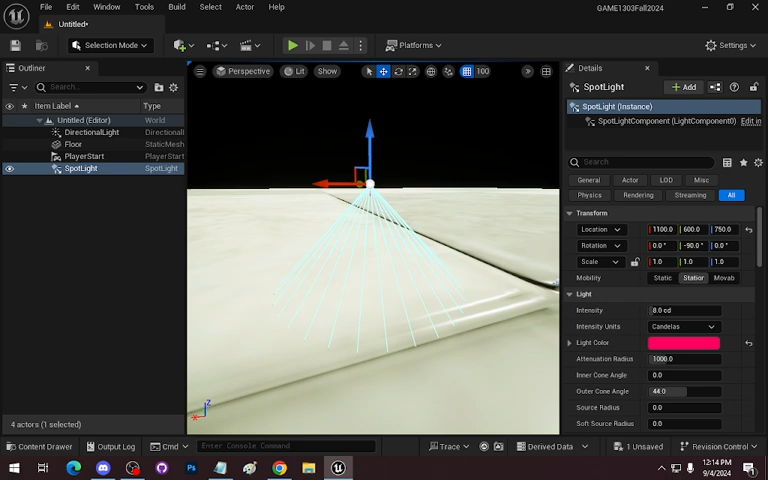 File Edit Window Tools Build Select Actor Help GAME1303Fall2024
Untitled*
Selection Mode Platforms Settings
Outliner Perspective Lit Show 100 Details
Search... SpotLight Add
Item Label Type SpotLight (Instance)
Untitled (Editor) World SpotLightComponent (LightComponent0) Edit in
DirectionalLight Directional
Floor StaticMesh
PlayerStart PlayerStart
SpotLight SpotLight
Search
General Actor LOD Misc
Physics Rendering Streaming All
Transform
Location 1100.0 600.0 750.0
Rotation 0.0° -90.0° 0.0°
Scale 1.0 1.0 1.0
Mobility Static Station Movab
Light
Intensity 8.0 cd
Intensity Units Candelas
Light Color
Attenuation Radius 1000.0
Inner Cone Angle 0.0
Outer Cone Angle 44.0
Source Radius 0.0
Soft Source Radius 0.0
Z
X
4 actors (1 selected)
Content Drawer Output Log Cmd Enter Console Command Trace Derived Data 1 Unsaved Revision Control
12:14 PM
9/4/2024